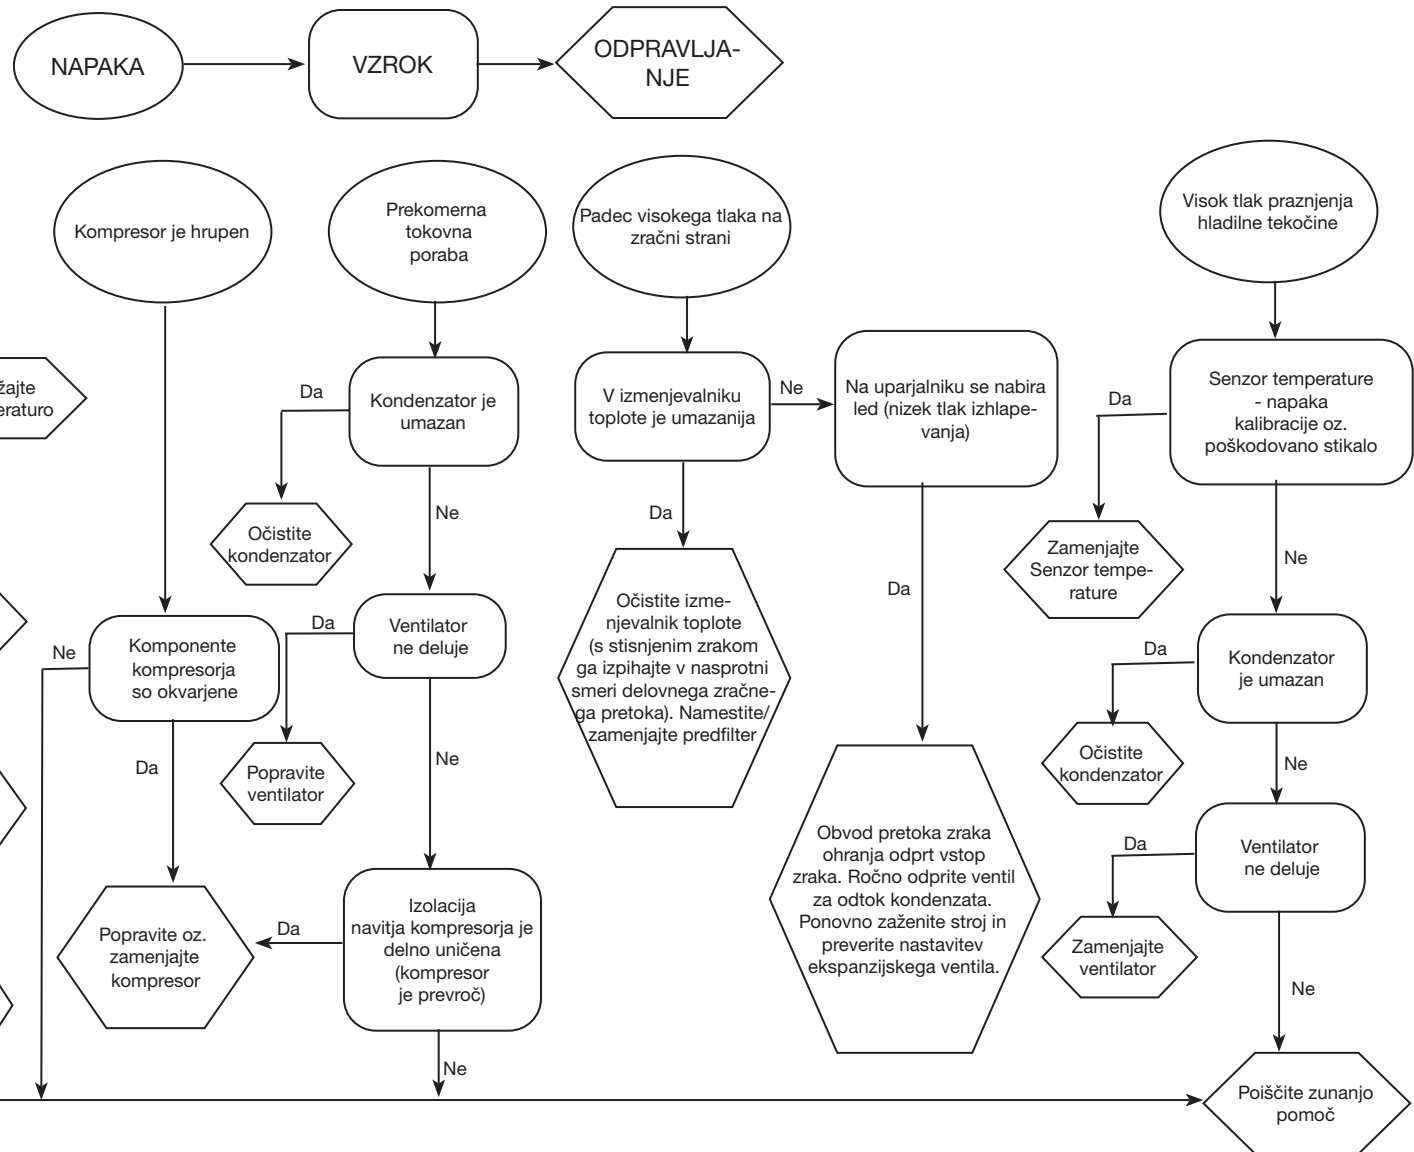 NAPAKA
VZROK
ODPRAVLJA-
NJE
Kompresor je hrupen
Prekomerna
tokovna
poraba
Padec visokega tlaka na
zračni strani
Visok tlak praznjenja
hladilne tekočine
žajte
eraturo
Da
Kondenzator je
umazan
V izmenjevalniku
toplote je umazanija
Ne
Na uparjalniku se nabira
led (nizek tlak izhlape-
vanja)
Da
Senzor temperature
- napaka
kalibracije oz.
poškodovano stikalo
Očistite
kondenzator
Ne
Da
Zamenjajte
Senzor tempe-
rature
Ne
Da
Očistite izme-
njevalnik toplote
(s stisnjenim zrakom
ga izpihajte v nasprotni
smeri delovnega zračne-
ga pretoka). Namestite/
zamenjajte predfilter
Ne
Komponente
kompresorja
so okvarjene
Da
Ventilator
ne deluje
Da
Kondenzator
je umazan
Da
Popravite
ventilator
Ne
Očistite
kondenzator
Ne
Obvod pretoka zraka
ohranja odprt vstop
zraka. Ročno odprite ventil
za odtok kondenzata.
Ponovno zaženite stroj in
preverite nastavitev
ekspanzijskega ventila.
Da
Ventilator
ne deluje
Popravite oz.
zamenjajte
kompresor
Da
Izolacija
navitja kompresorja je
delno uničena
(kompresor
je prevroč)
Zamenjajte
ventilator
Ne
Ne
Poiščite zunanjo
pomoč